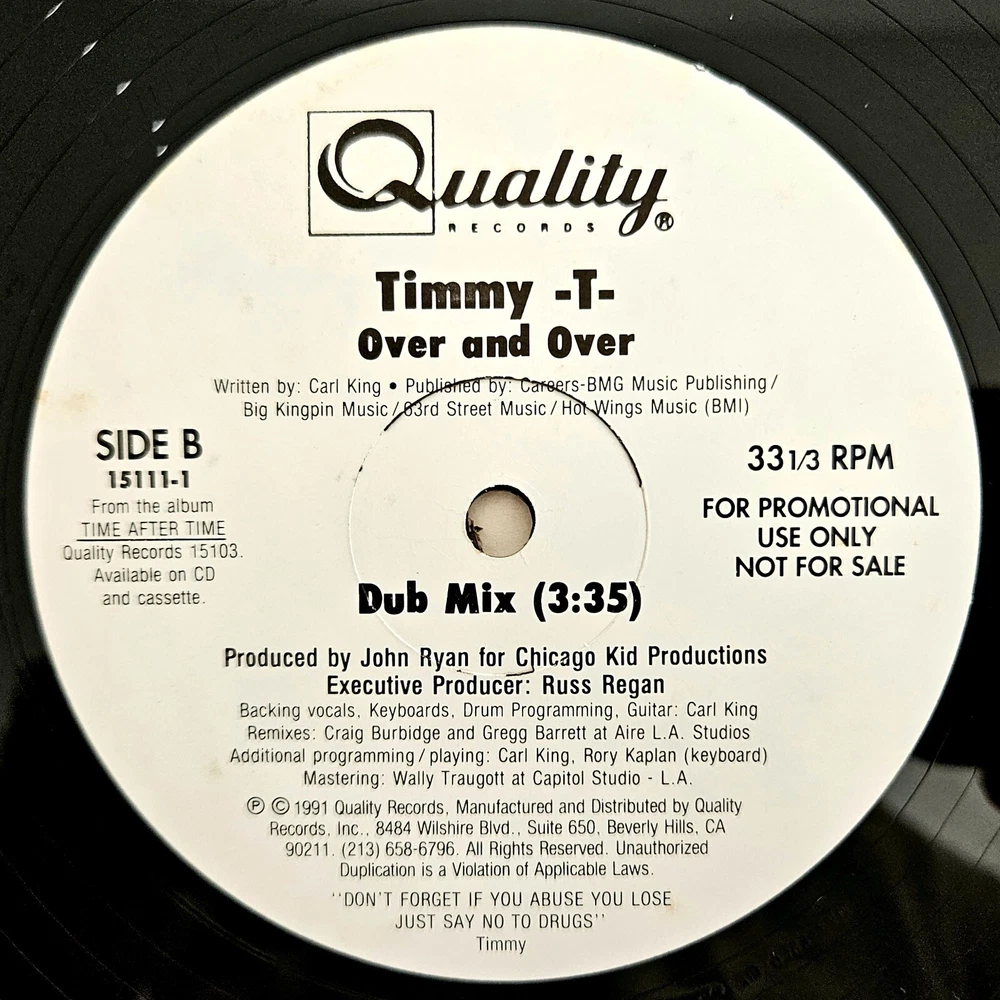 Quality ®
RECORDS
Timmy -T-
Over and Over
Written by: Carl King • Published by: Careers-BMG Music Publishing/
Big Kingpin Music/63rd Street Music/Hot Wings Music (BMI)
SIDE B
15111-1
From the album
TIME AFTER TIME
Quality Records 15103.
Available on CD
and cassette.
33 1/3 RPM
FOR PROMOTIONAL
USE ONLY
NOT FOR SALE
Dub Mix (3:35)
Produced by John Ryan for Chicago Kid Productions
Executive Producer: Russ Regan
Backing vocals, Keyboards, Drum Programming, Guitar: Carl King
Remixes: Craig Burbidge and Gregg Barrett at Aire L.A. Studios
Additional programming/playing: Carl King, Rory Kaplan (keyboard)
Mastering: Wally Traugott at Capitol Studio - L.A.
℗ © 1991 Quality Records, Manufactured and Distributed by Quality
Records, Inc., 8484 Wilshire Blvd., Suite 650, Beverly Hills, CA
90211. (213) 658-6796. All Rights Reserved. Unauthorized
Duplication is a Violation of Applicable Laws.
''DON'T FORGET IF YOU ABUSE YOU LOSE
JUST SAY NO TO DRUGS''
Timmy